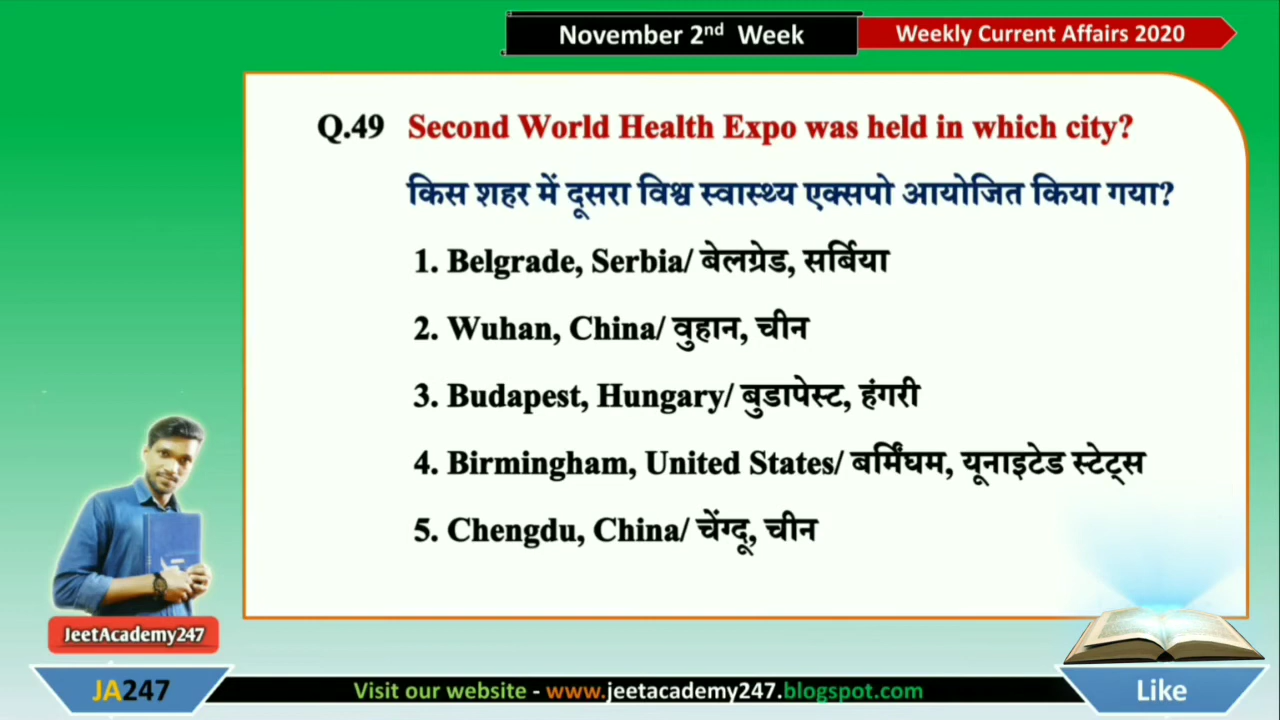 November 2nd Week
Weekly Current Affairs 2020
Q.49 Second World Health Expo was held in which city?
किस शहर में दूसरा विश्व स्वास्थ्य एक्सपो आयोजित किया गया?
1. Belgrade, Serbia/ बेलग्रेड, सर्बिया
2. Wuhan, China/ वुहान, चीन
3. Budapest, Hungary/ बुडापेस्ट, हंगरी
4. Birmingham, United States/ बर्मिंघम, यूनाइटेड स्टेट्स
5. Chengdu, China/ चेंग्दू, चीन
JeetAcademy247
JA247
Visit our website - www.jeetacademy247.blogspot.com
Like